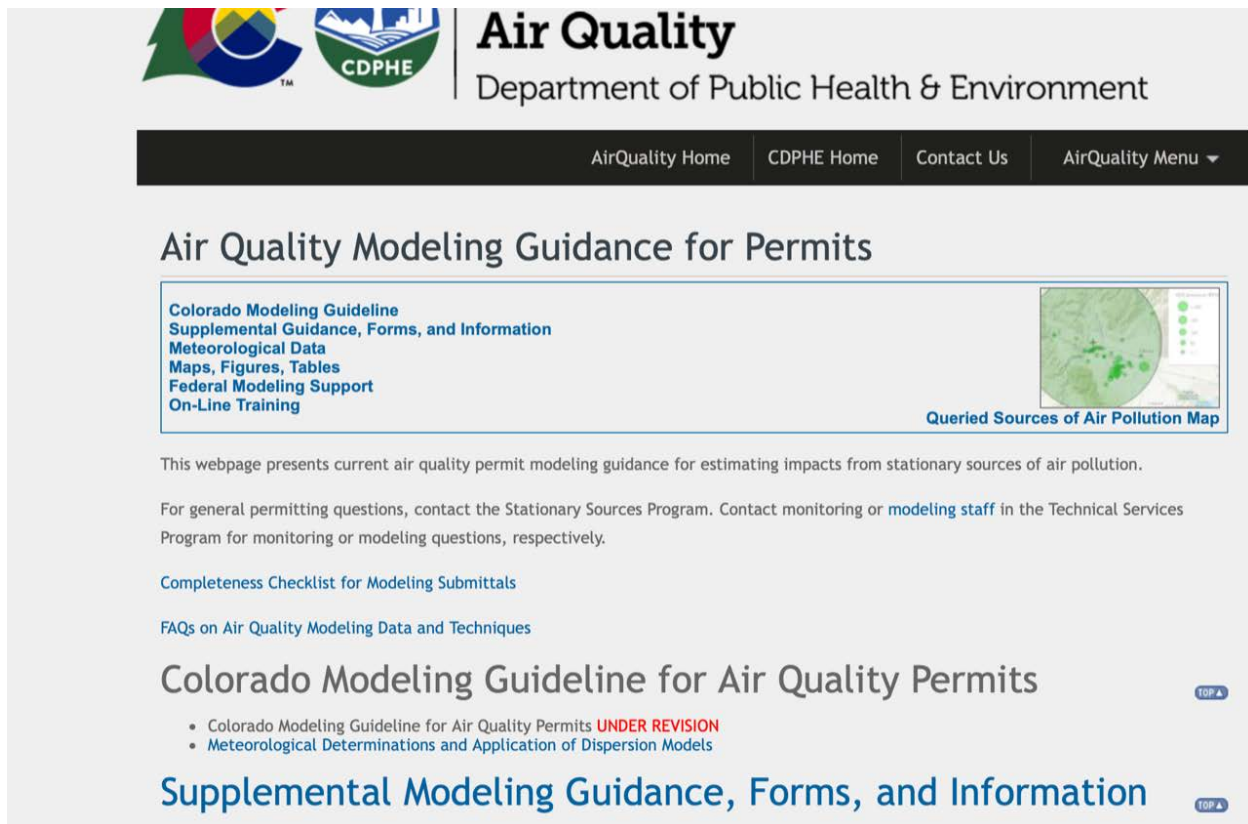 CDPHE
TM
Air Quality
Department of Public Health & Environment
AirQuality Home
CDPHE Home
Contact Us
AirQuality Menu
Air Quality Modeling Guidance for Permits
Colorado Modeling Guideline
Supplemental Guidance, Forms, and Information
Meteorological Data
Maps, Figures, Tables
Federal Modeling Support
On-Line Training
Queried Sources of Air Pollution Map
This webpage presents current air quality permit modeling guidance for estimating impacts from stationary sources of air pollution.
For general permitting questions, contact the Stationary Sources Program. Contact monitoring or modeling staff in the Technical Services
Program for monitoring or modeling questions, respectively.
Completeness Checklist for Modeling Submittals
FAQs on Air Quality Modeling Data and Techniques
Colorado Modeling Guideline for Air Quality Permits
TOP
• Colorado Modeling Guideline for Air Quality Permits UNDER REVISION
• Meteorological Determinations and Application of Dispersion Models
Supplemental Modeling Guidance, Forms, and Information
TOP